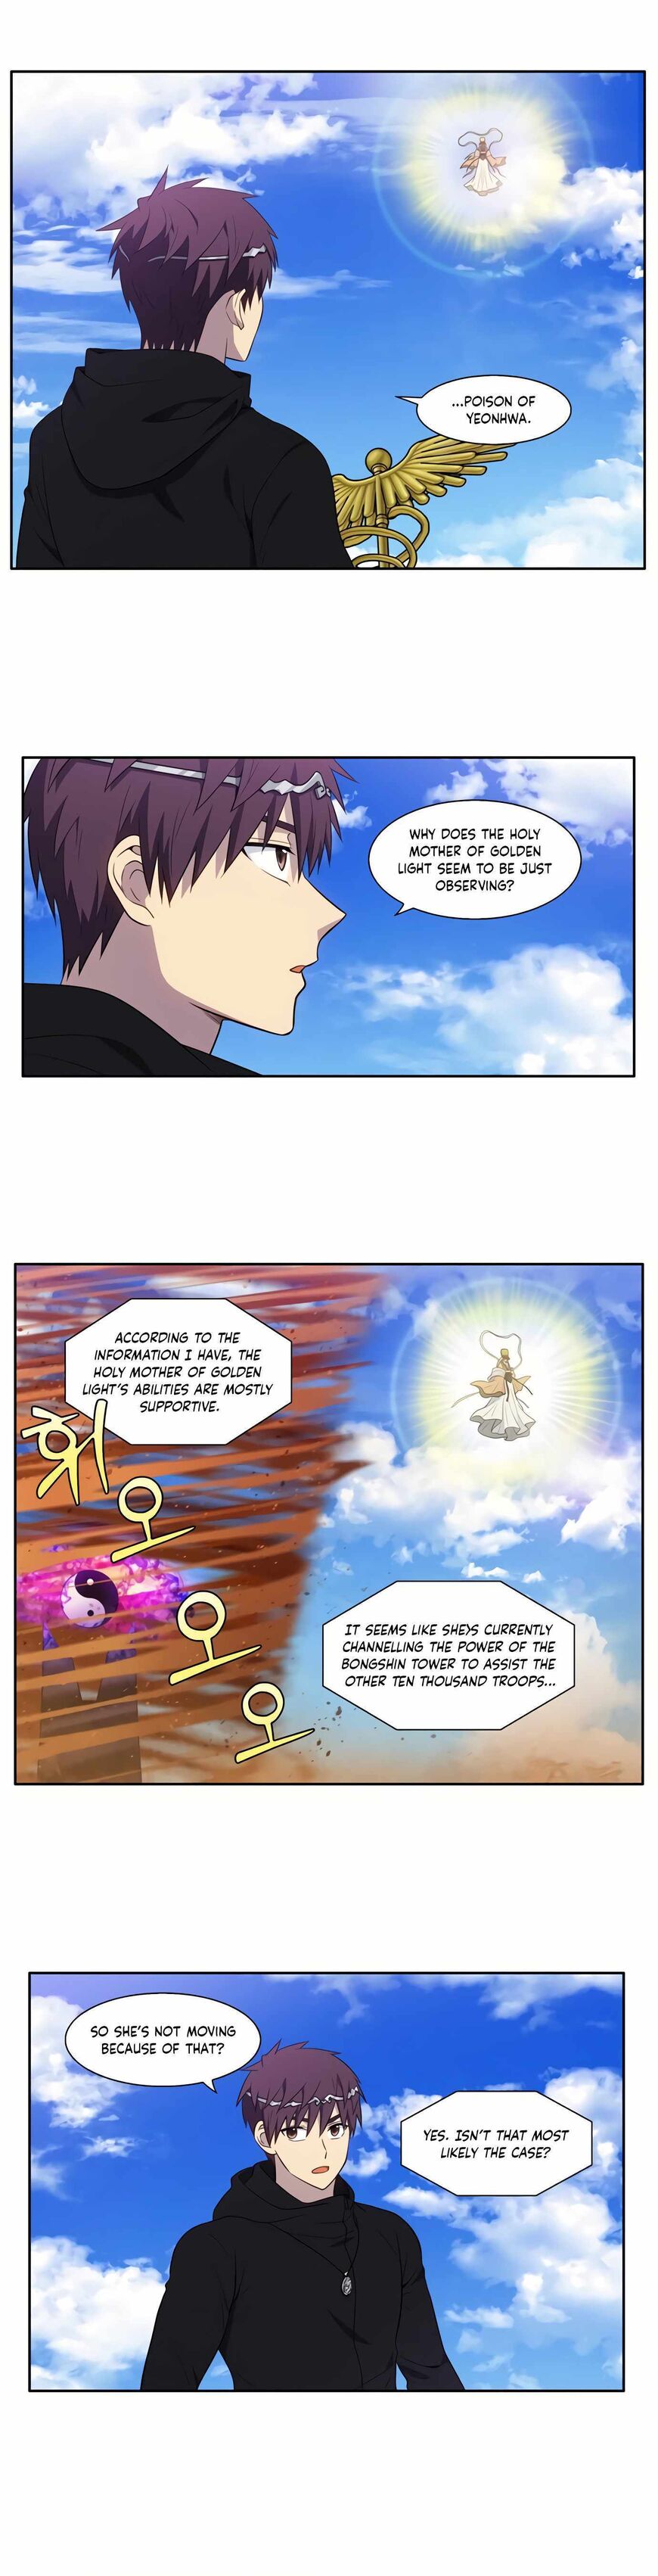 ...POISON OF
YEONHWA.
WHY DOES THE HOLY
MOTHER OF GOLDEN
LIGHT SEEM TO BE JUST
OBSERVING?
ACCORDING TO THE
INFORMATION I HAVE, THE
HOLY MOTHER OF GOLDEN
LIGHT'S ABILITIES ARE MOSTLY
SUPPORTIVE.
화
오
오
오
IT SEEMS LIKE SHE>S CURRENTLY
CHANNELLING THE POWER OF THE
BONGSHIN TOWER TO ASSIST THE
OTHER TEN THOUSAND TROOPS...
SO SHE'S NOT MOVING
BECAUSE OF THAT?
YES. ISN'T THAT MOST
LIKELY THE CASE?